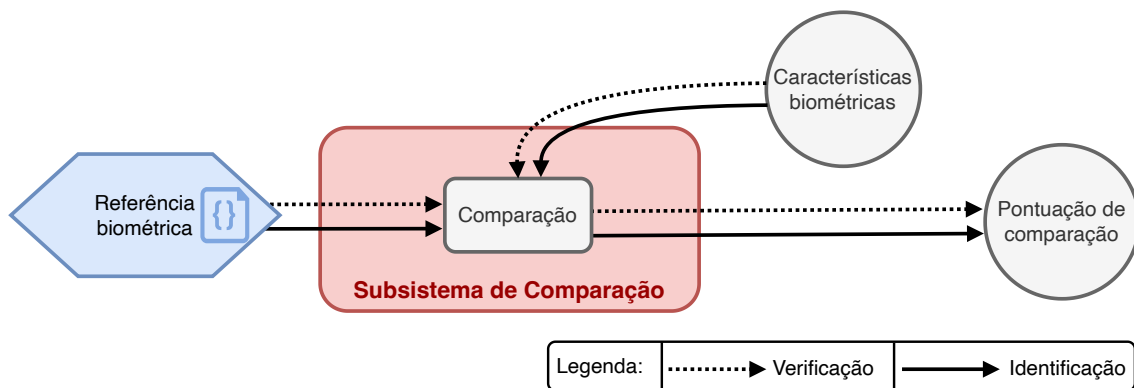 Características
biométricas
Referência
biométrica
{}
Comparação
Pontuação de
comparação
Subsistema de Comparação
Legenda:
Verificação
Identificação